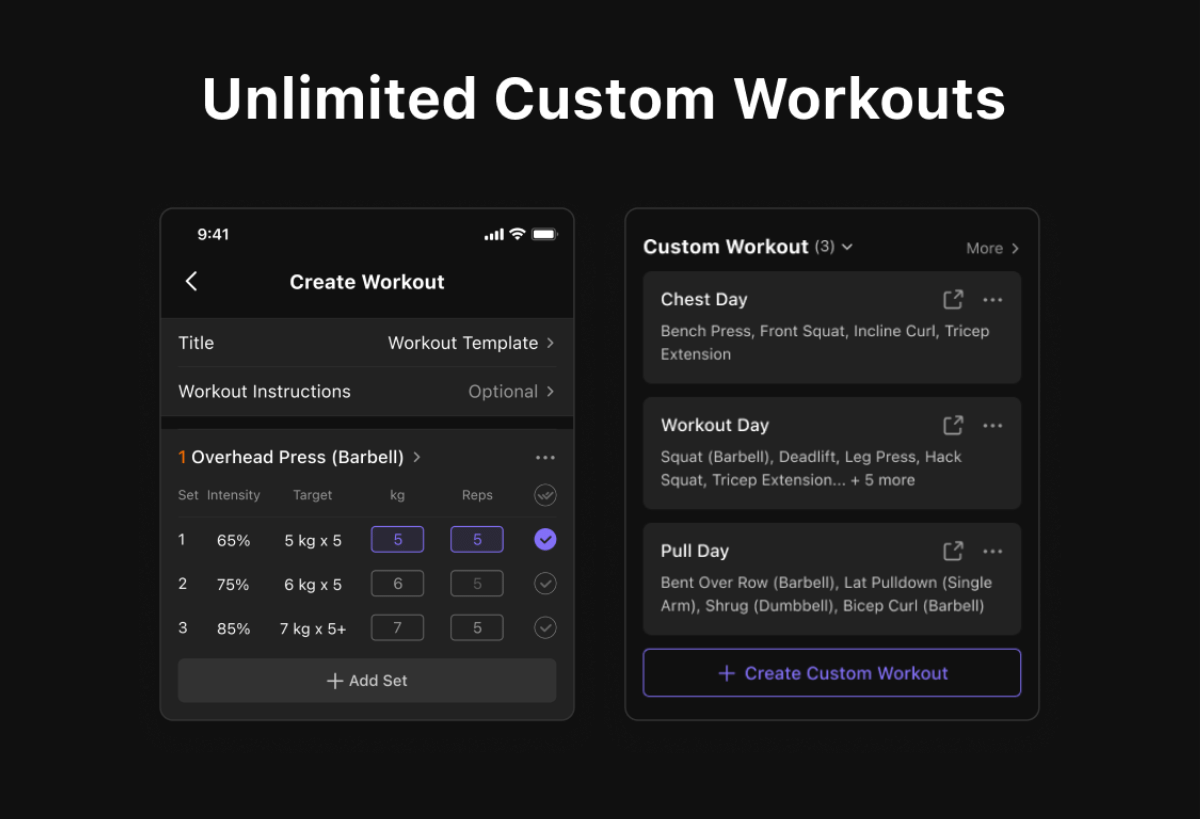 Unlimited Custom Workouts
9:41
Create Workout
Title Workout Template
Workout Instructions Optional
1 Overhead Press (Barbell)
Set Intensity Target kg Reps
1 65% 5 kg x 5 5 5
2 75% 6 kg x 5 6 5
3 85% 7 kg x 5+ 7 5
+ Add Set
Custom Workout (3) More
Chest Day
Bench Press, Front Squat, Incline Curl, Tricep
Extension
Workout Day
Squat (Barbell), Deadlift, Leg Press, Hack
Squat, Tricep Extension... + 5 more
Pull Day
Bent Over Row (Barbell), Lat Pulldown (Single
Arm), Shrug (Dumbbell), Bicep Curl (Barbell)
+ Create Custom Workout